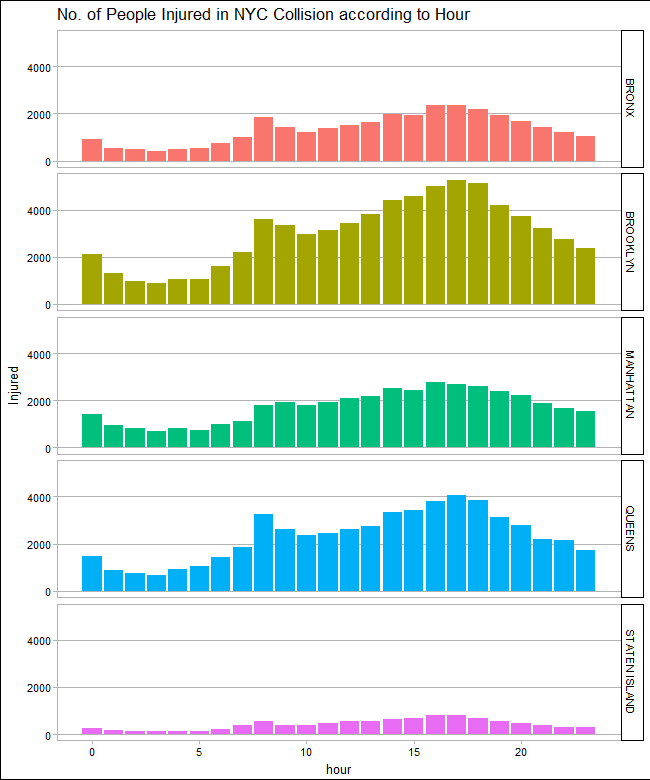 No. of People Injured in NYC Collision according to Hour
4000
2000
0
BRONX
4000
2000
0
BROOKLYN
4000
2000
0
MANHATTAN
4000
2000
0
QUEENS
4000
2000
0
STATEN ISLAND
Injured
0 5 10 15 20
hour